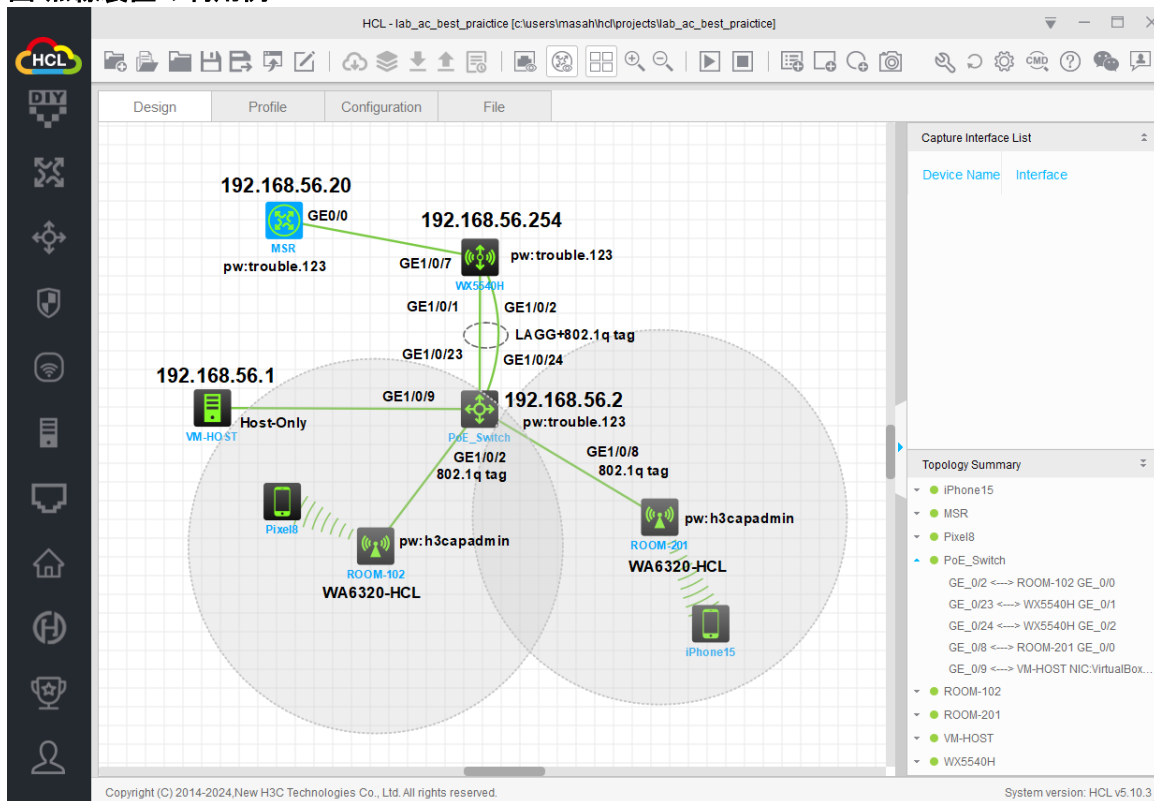 HCL - lab_ac_best_praictice [c:\users\masah\hcl\projects\lab_ac_best_praictice]
HCL
CMD
DIY
Design
Profile
Configuration
File
Capture Interface List
Device Name
Interface
192.168.56.20
GE0/0
MSR
pw:trouble.123
192.168.56.254
pw:trouble.123
GE1/0/7
WX5540H
GE1/0/1
GE1/0/2
LAGG+802.1q tag
GE1/0/23
GE1/0/24
192.168.56.1
GE1/0/9
192.168.56.2
Host-Only
pw:trouble.123
VM-HOST
PoE_Switch
GE1/0/2
802.1q tag
GE1/0/8
802.1q tag
Pixel8
pw:h3capadmin
ROOM-102
WA6320-HCL
pw:h3capadmin
ROOM-201
WA6320-HCL
iPhone15
Topology Summary
iPhone15
MSR
Pixel8
PoE_Switch
GE_0/2 <---> ROOM-102 GE_0/0
GE_0/23 <---> WX5540H GE_0/1
GE_0/24 <---> WX5540H GE_0/2
GE_0/8 <---> ROOM-201 GE_0/0
GE_0/9 <---> VM-HOST NIC:VirtualBox...
ROOM-102
ROOM-201
VM-HOST
WX5540H
Copyright (C) 2014-2024,New H3C Technologies Co., Ltd. All rights reserved.
System version: HCL v5.10.3